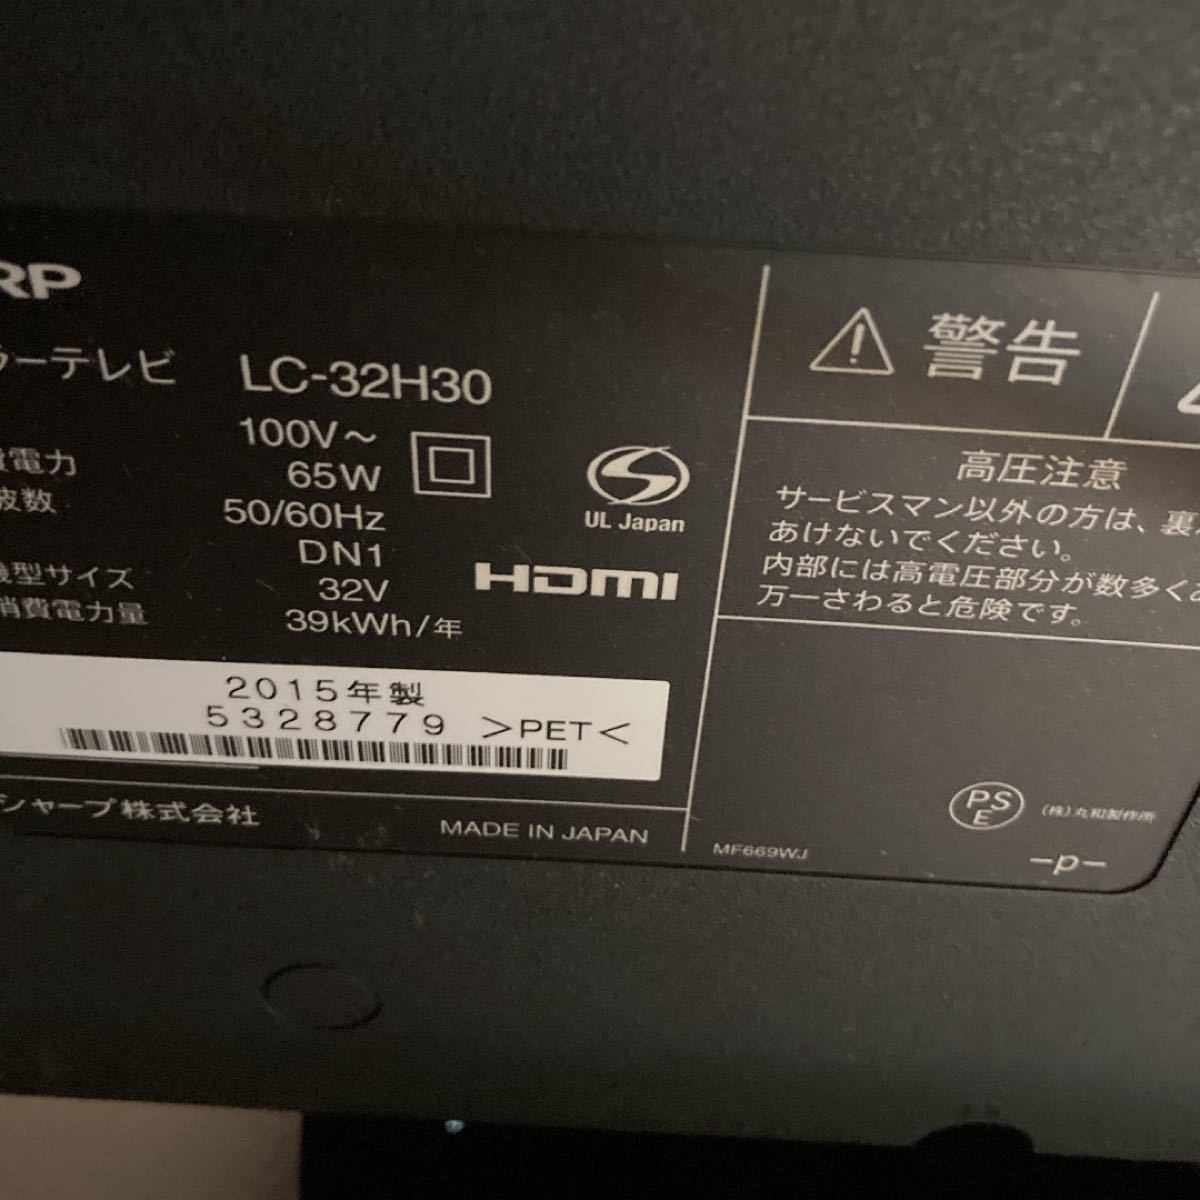 RP
ラーテレビ LC-32H30
100V～
費電力 65W
波数 50/60Hz
DN1
機型サイズ 32V
消費電力量 39kWh/年
UL Japan
HDMI
2015年製
5328779 >PET<
シャープ株式会社
MADE IN JAPAN
警告
高圧注意
サービスマン以外の方は、裏
あけないでください。
内部には高電圧部分が数多くあ
万一さわると危険です。
PS
E
(株)丸和製作所
MF669WJ
-p-